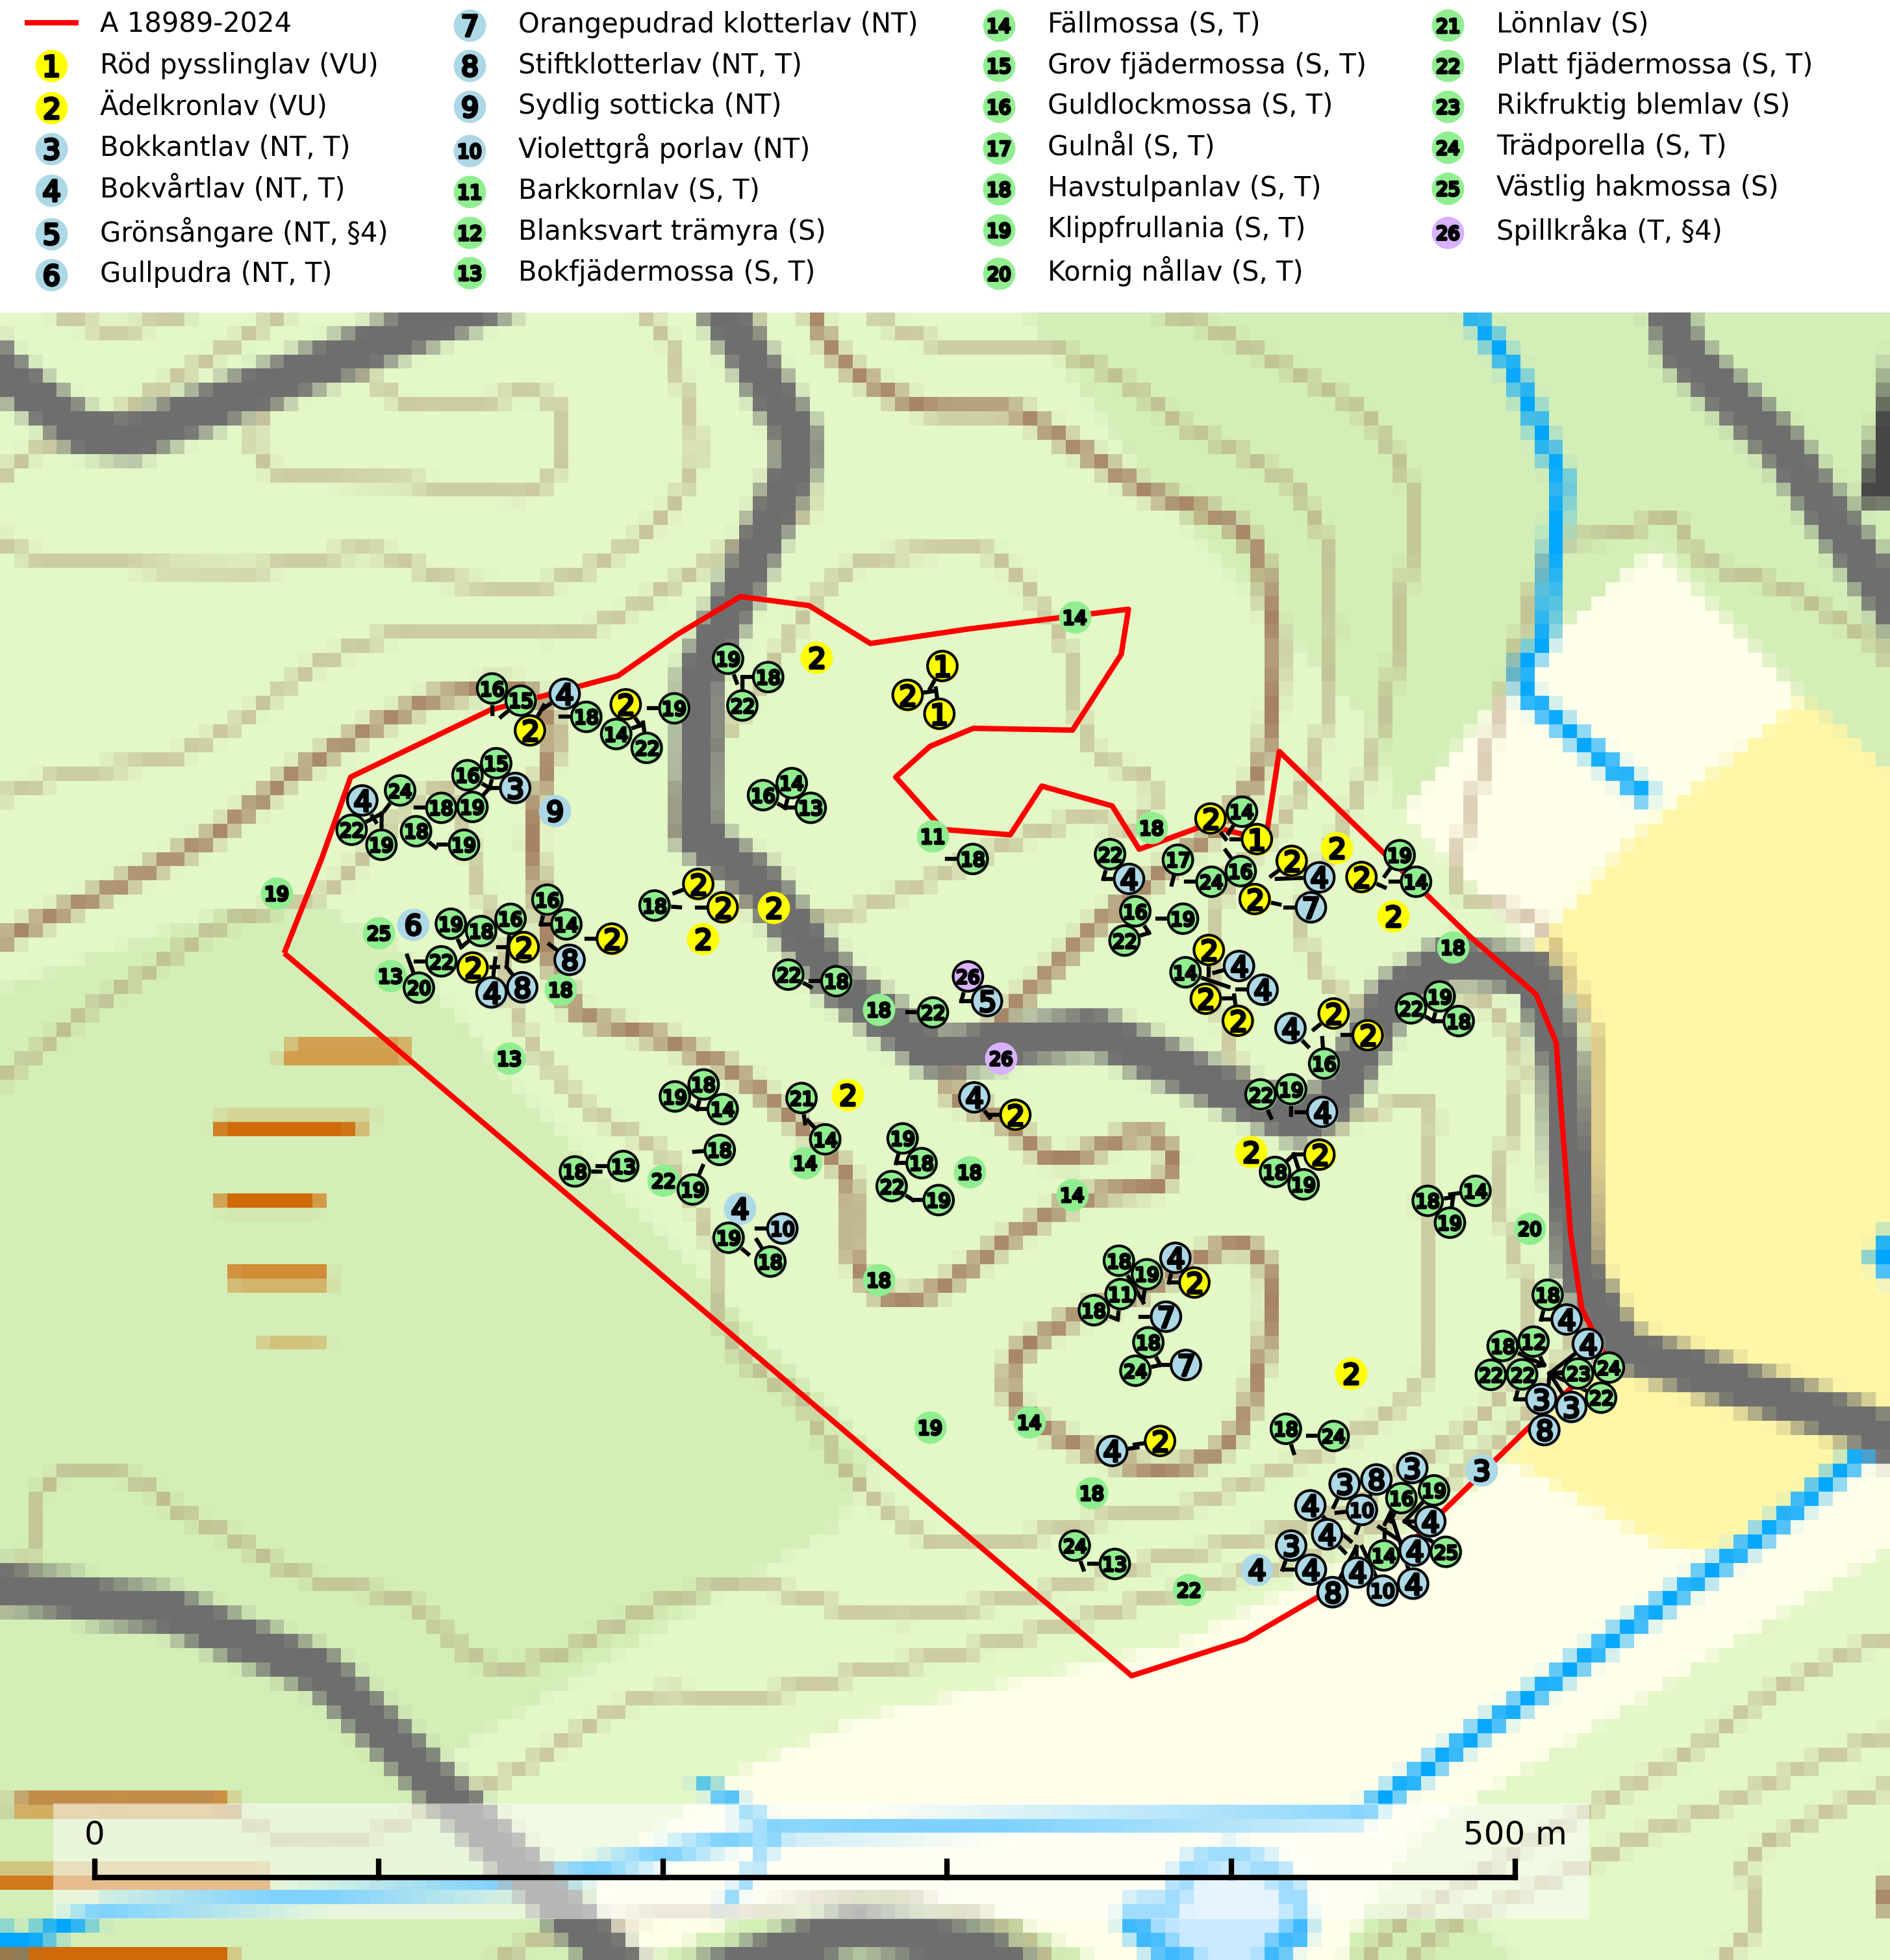 A 18989-2024
1 Röd pysslinglav (VU)
2 Ädelkronlav (VU)
3 Bokkantlav (NT, T)
4 Bokvårtlav (NT, T)
5 Grönsångare (NT, §4)
6 Gullpudra (NT, T)
7 Orangepudrad klotterlav (NT)
8 Stiftklotterlav (NT, T)
9 Sydlig sotticka (NT)
10 Violettgrå porlav (NT)
11 Barkkornlav (S, T)
12 Blanksvart trämyra (S)
13 Bokfjädermossa (S, T)
14 Fällmossa (S, T)
15 Grov fjädermossa (S, T)
16 Guldlockmossa (S, T)
17 Gulnål (S, T)
18 Havstulpanlav (S, T)
19 Klippfrullania (S, T)
20 Kornig nållav (S, T)
21 Lönnlav (S)
22 Platt fjädermossa (S, T)
23 Rikfruktig blemlav (S)
24 Trädporella (S, T)
25 Västlig hakmossa (S)
26 Spillkråka (T, §4)
0 500 m